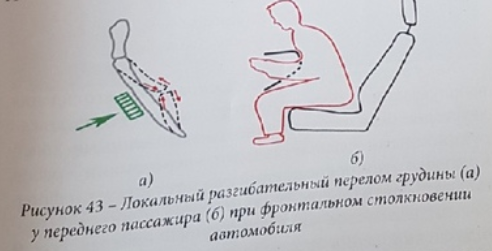 а)
б)
Рисунок 43 – Локальный разгибательный перелом грудины (а)
у переднего пассажира (б) при фронтальном столкновении
автомобиля